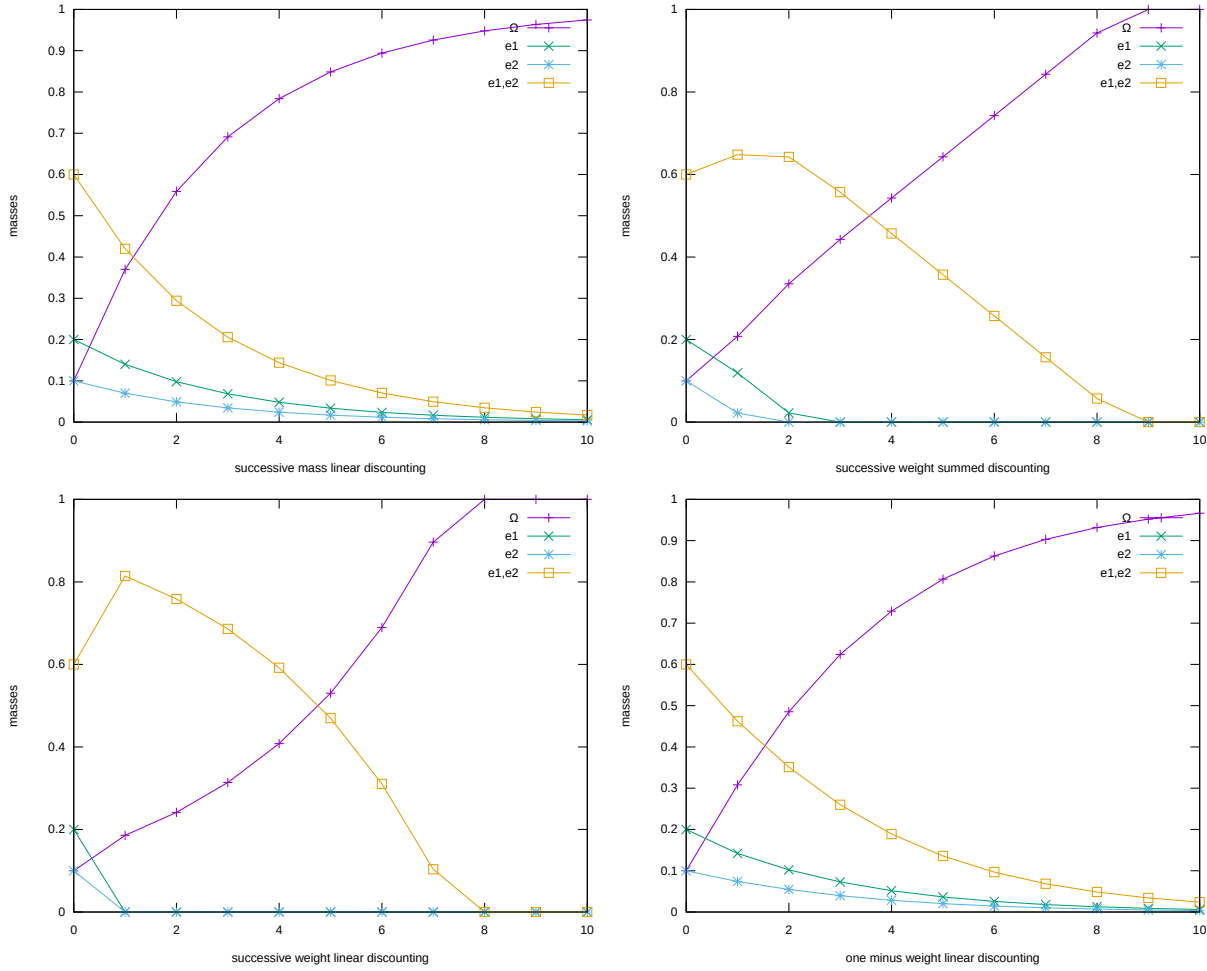 1
0.9
0.8
0.7
0.6
0.5
0.4
0.3
0.2
0.1
0
0
2
4
6
8
10
masses
successive mass linear discounting
Ω
e1
e2
e1,e2
1
0.8
0.6
0.4
0.2
0
0
2
4
6
8
10
masses
successive weight summed discounting
Ω
e1
e2
e1,e2
1
0.8
0.6
0.4
0.2
0
0
2
4
6
8
10
masses
successive weight linear discounting
Ω
e1
e2
e1,e2
1
0.9
0.8
0.7
0.6
0.5
0.4
0.3
0.2
0.1
0
0
2
4
6
8
10
masses
one minus weight linear discounting
Ω
e1
e2
e1,e2